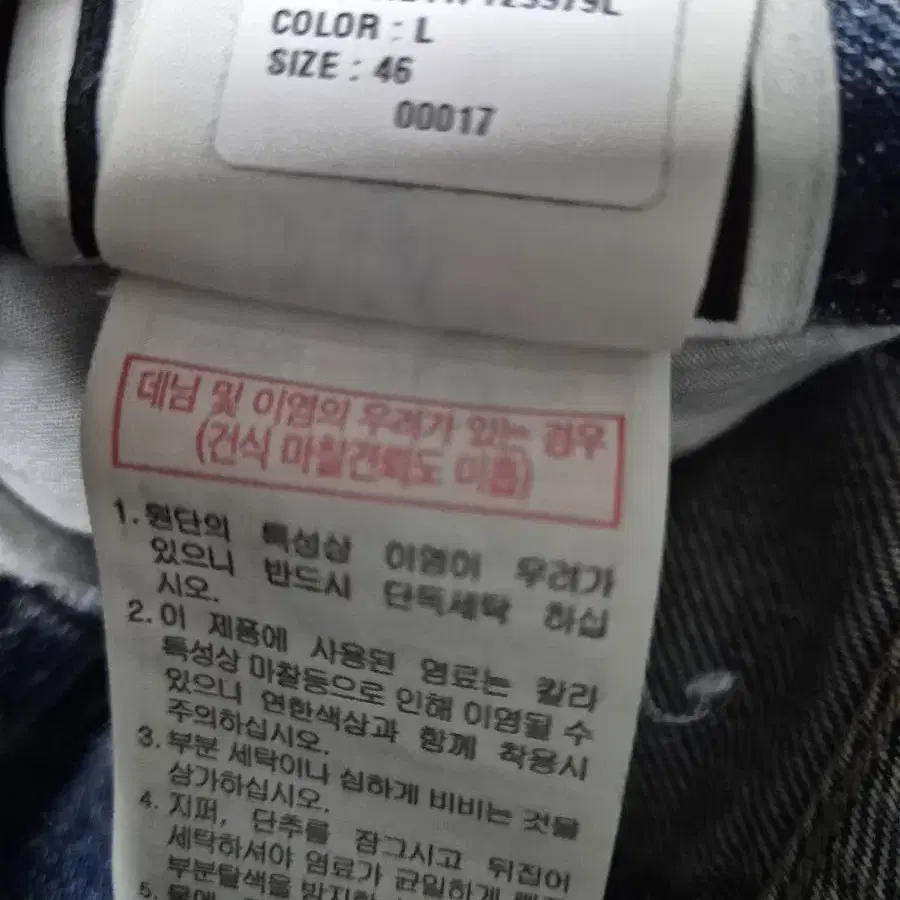 COLOR : L
SIZE : 46
00017
데님 및 이염의 우려가 있는 경우
(건식 마찰견뢰도 미흡)
1. 원단의 특성상 이염이 우려가
있으니 반드시 단독세탁 하십
시오.
2. 이 제품에 사용된 염료는 칼라
특성상 마찰등으로 인해 이염될 수
있으니 연한색상과 함께 착용시
주의하십시오.
3. 부분 세탁이나 심하게 비비는 것을
삼가하십시오.
4. 지퍼, 단추를 잠그시고 뒤집어
세탁하셔야 염료가 균일하게
부분탈색을 방지
5. 물에